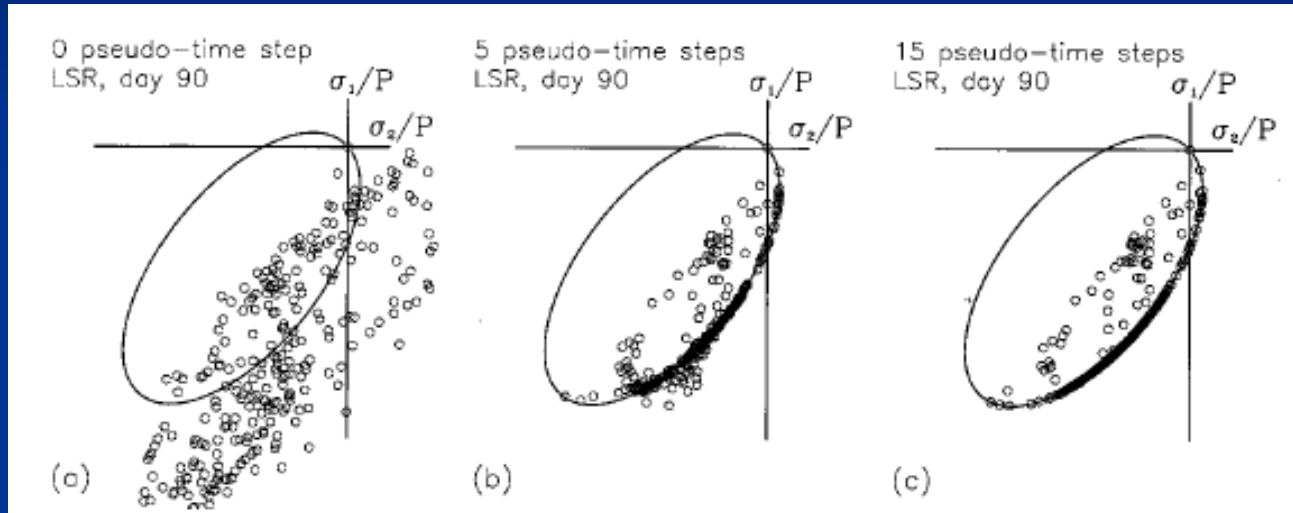 0 pseudo-time step
LSR, day 90
σ₁/P
σ₂/P
(a)
5 pseudo-time steps
LSR, day 90
σ₁/P
σ₂/P
(b)
15 pseudo-time steps
LSR, day 90
σ₁/P
σ₂/P
(c)